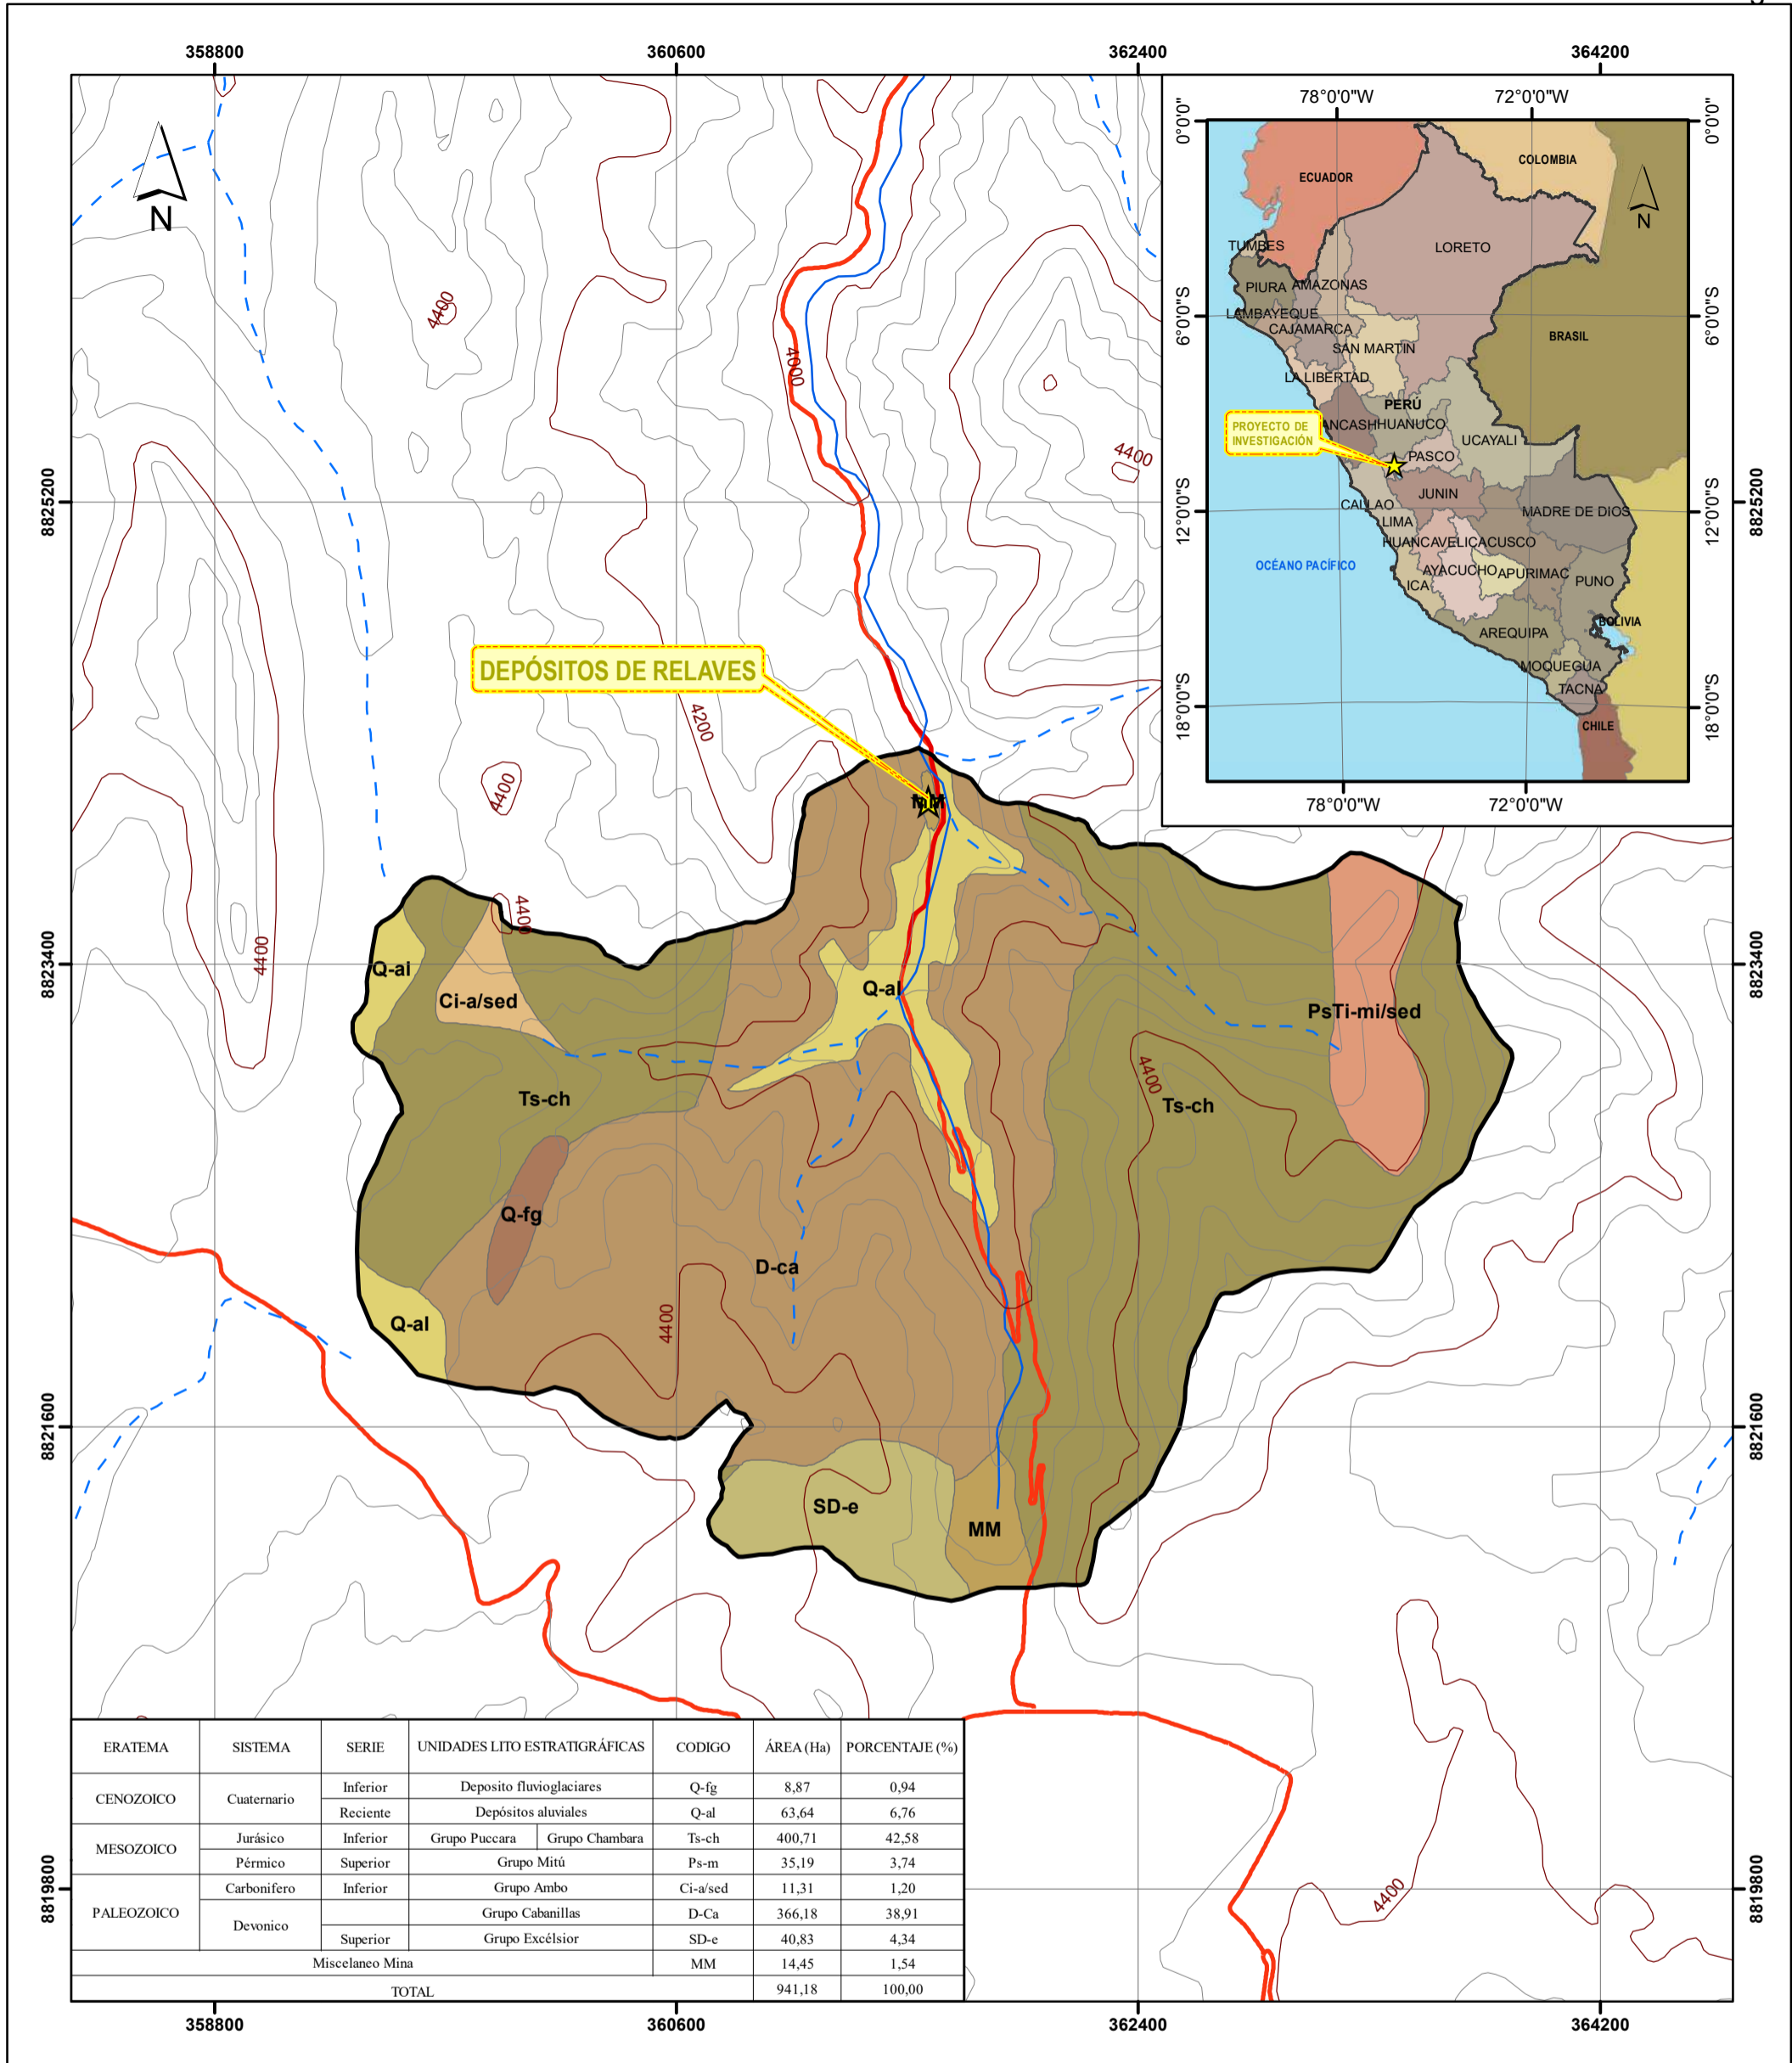 358800 360600 362400 364200
N
78°0'0"W 72°0'0"W
0°0'0" 0°0'0"
6°0'0"S 6°0'0"S
12°0'0"S 12°0'0"S
18°0'0"S 18°0'0"S
78°0'0"W 72°0'0"W
N
COLOMBIA
ECUADOR
TUMBES
LORETO
PIURA
AMAZONAS
LAMBAYEQUE
CAJAMARCA
BRASIL
SAN MARTIN
LA LIBERTAD
PERÚ
ANCASH
HUANUCO
PROYECTO DE
INVESTIGACIÓN
UCAYALI
PASCO
JUNIN
CALLAO
MADRE DE DIOS
LIMA
HUANCAVELICA
CUSCO
OCÉANO PACÍFICO
AYACUCHO
APURIMAC
ICA
PUNO
BOLIVIA
AREQUIPA
MOQUEGUA
TACNA
CHILE
4400
4000
4400
8825200 8825200
DEPÓSITOS DE RELAVES
4200
4400
MM
4400
4400
8823400 8823400
Q-al
Ci-a/sed
Q-al
PsTi-mi/sed
4400
Ts-ch
Ts-ch
Q-fg
D-ca
Q-al
4400
8821600 8821600
SD-e
MM
4400
8819800 8819800
ERATEMA SISTEMA SERIE UNIDADES LITO ESTRATIGRÁFICAS CODIGO ÁREA (Ha) PORCENTAJE (%)
CENOZOICO Cuaternario Inferior Deposito fluvioglaciares Q-fg 8,87 0,94
Reciente Depósitos aluviales Q-al 63,64 6,76
MESOZOICO Jurásico Inferior Grupo Puccara Grupo Chambara Ts-ch 400,71 42,58
Pérmico Superior Grupo Mitú Ps-m 35,19 3,74
PALEOZOICO Carbonifero Inferior Grupo Ambo Ci-a/sed 11,31 1,20
Devonico Grupo Cabanillas D-Ca 366,18 38,91
Superior Grupo Excélsior SD-e 40,83 4,34
Miscelaneo Mina MM 14,45 1,54
TOTAL 941,18 100,00
358800 360600 362400 364200